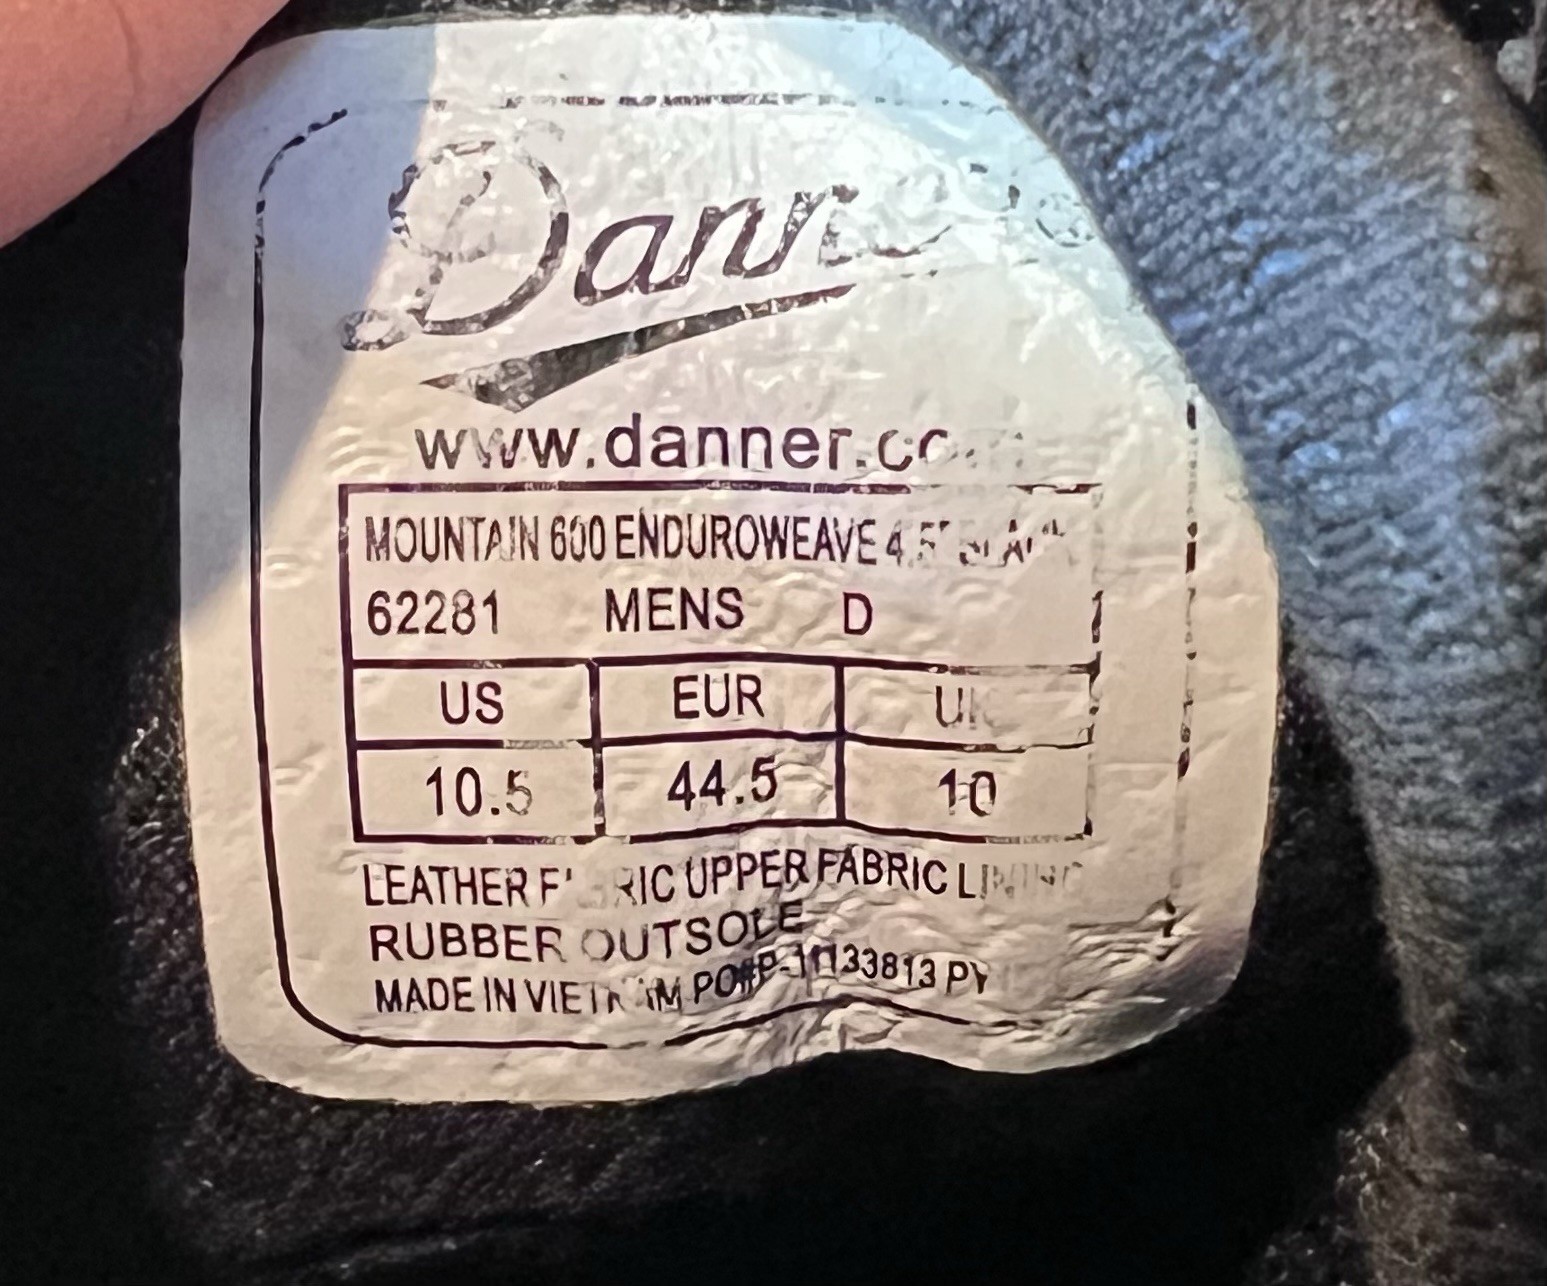 Danner
www.danner.com
MOUNTAIN 600 ENDUROWEAVE 4.5" BLACK
62281 MENS D
US EUR UK
10.5 44.5 10
LEATHER FABRIC UPPER FABRIC LINING
RUBBER OUTSOLE
MADE IN VIETNAM